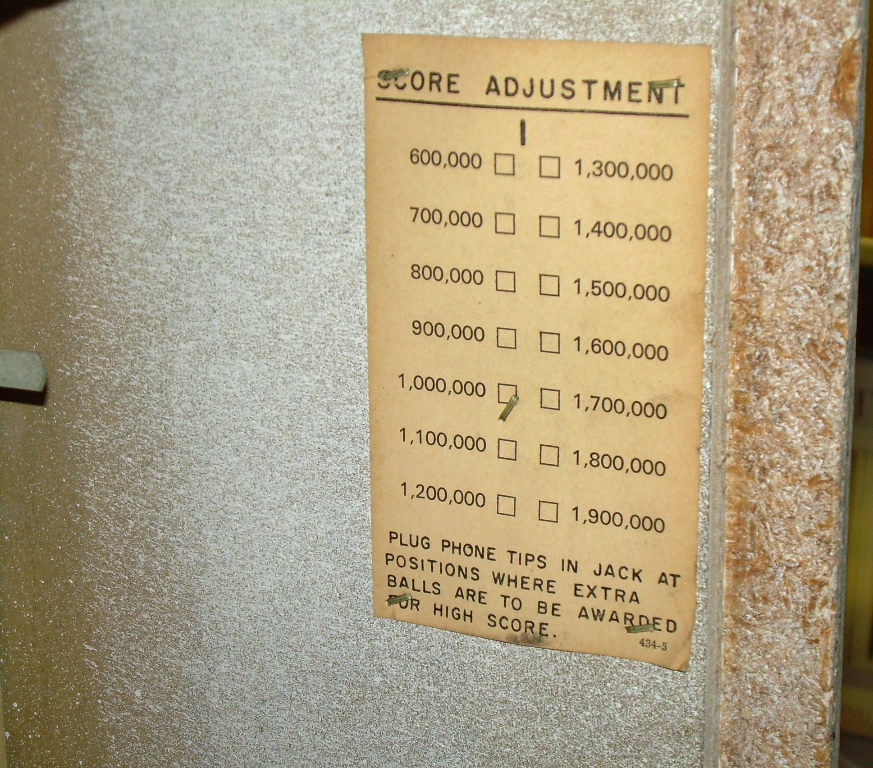 SCORE ADJUSTMENT
600,000 1,300,000
700,000 1,400,000
800,000 1,500,000
900,000 1,600,000
1,000,000 1,700,000
1,100,000 1,800,000
1,200,000 1,900,000
PLUG PHONE TIPS IN JACK AT
POSITIONS WHERE EXTRA
BALLS ARE TO BE AWARDED
FOR HIGH SCORE.
434-5